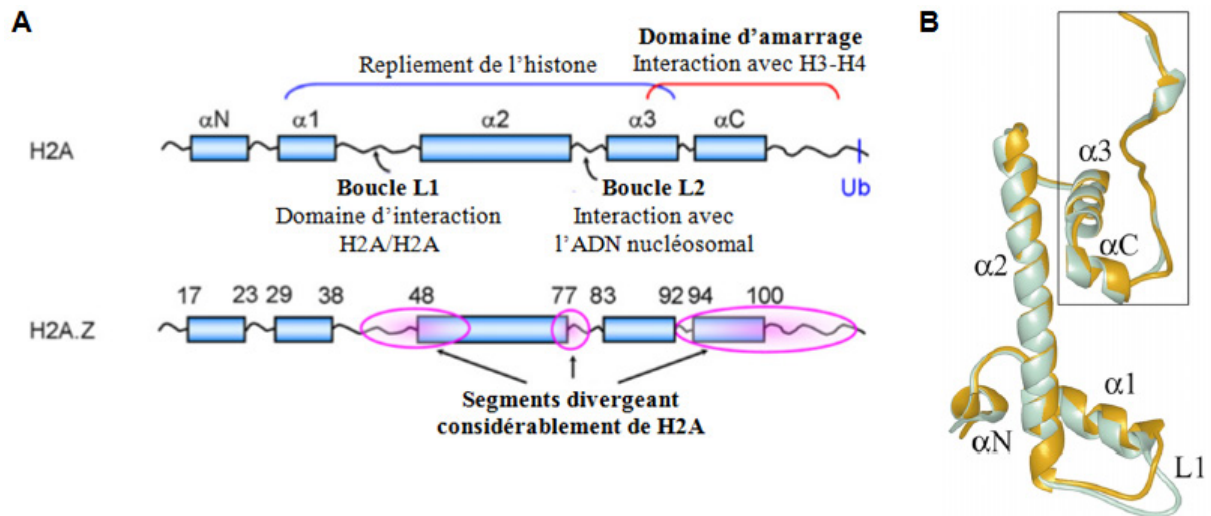 A
Domaine d'amarrage
Interaction avec H3-H4
Repliement de l'histone
αN α1 α2 α3 αC
H2A
Ub
Boucle L1
Domaine d'interaction
H2A/H2A
Boucle L2
Interaction avec
l'ADN nucléosomal
17 23 29 38 48 77 83 92 94 100
H2A.Z
Segments divergeant
considérablement de H2A
B
α3
αC
α2
α1
αN
L1